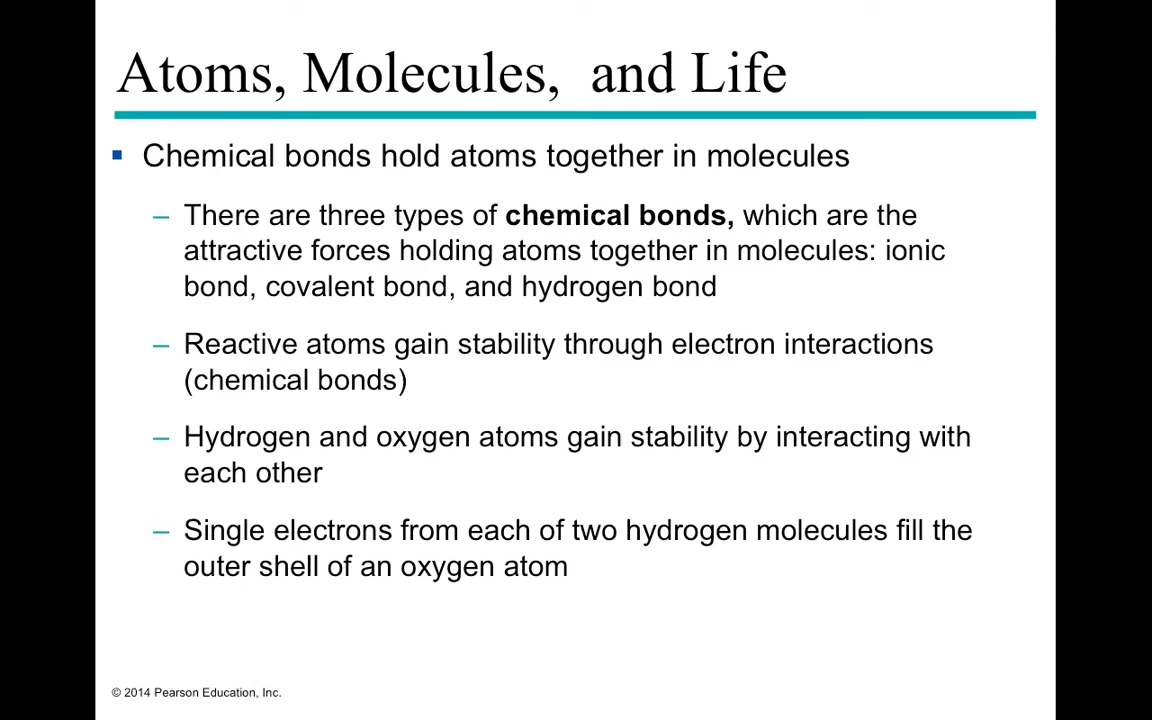 Atoms, Molecules,  and Life
▪ Chemical bonds hold atoms together in molecules
– There are three types of chemical bonds, which are the
attractive forces holding atoms together in molecules: ionic
bond, covalent bond, and hydrogen bond
– Reactive atoms gain stability through electron interactions
(chemical bonds)
– Hydrogen and oxygen atoms gain stability by interacting with
each other
– Single electrons from each of two hydrogen molecules fill the
outer shell of an oxygen atom
© 2014 Pearson Education, Inc.